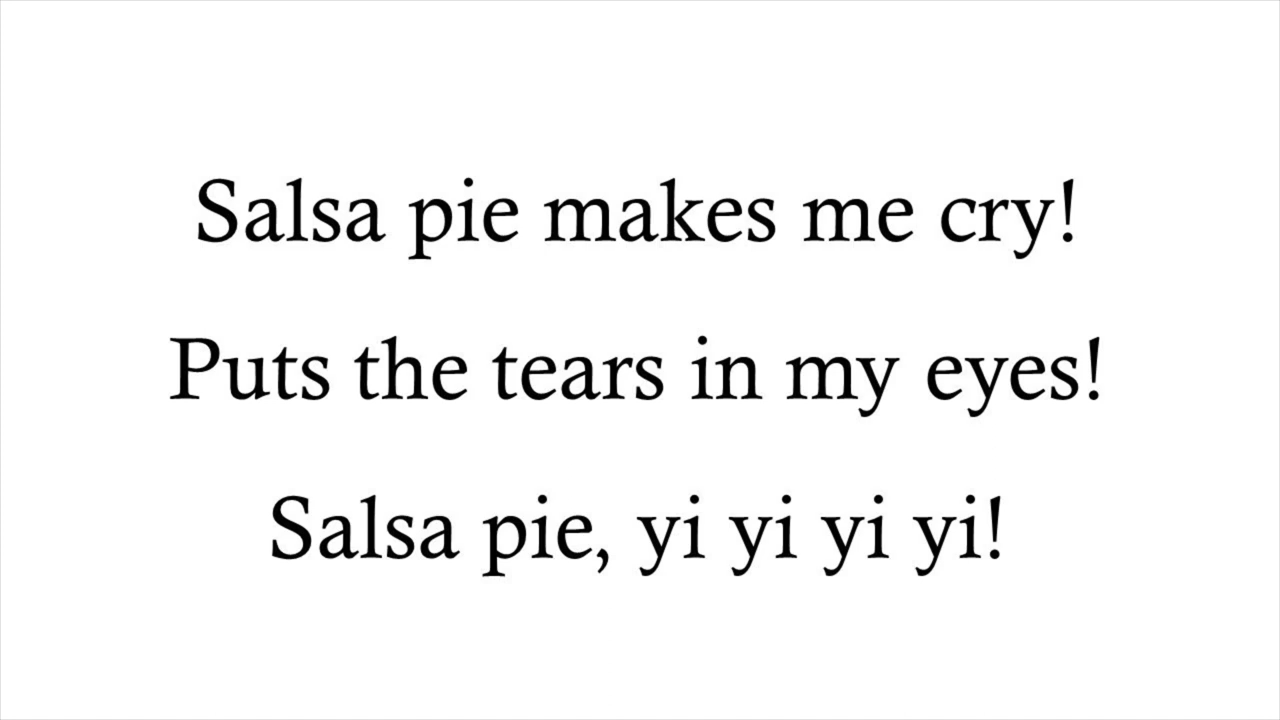 Salsa pie makes me cry!
Puts the tears in my eyes!
Salsa pie, yi yi yi yi!